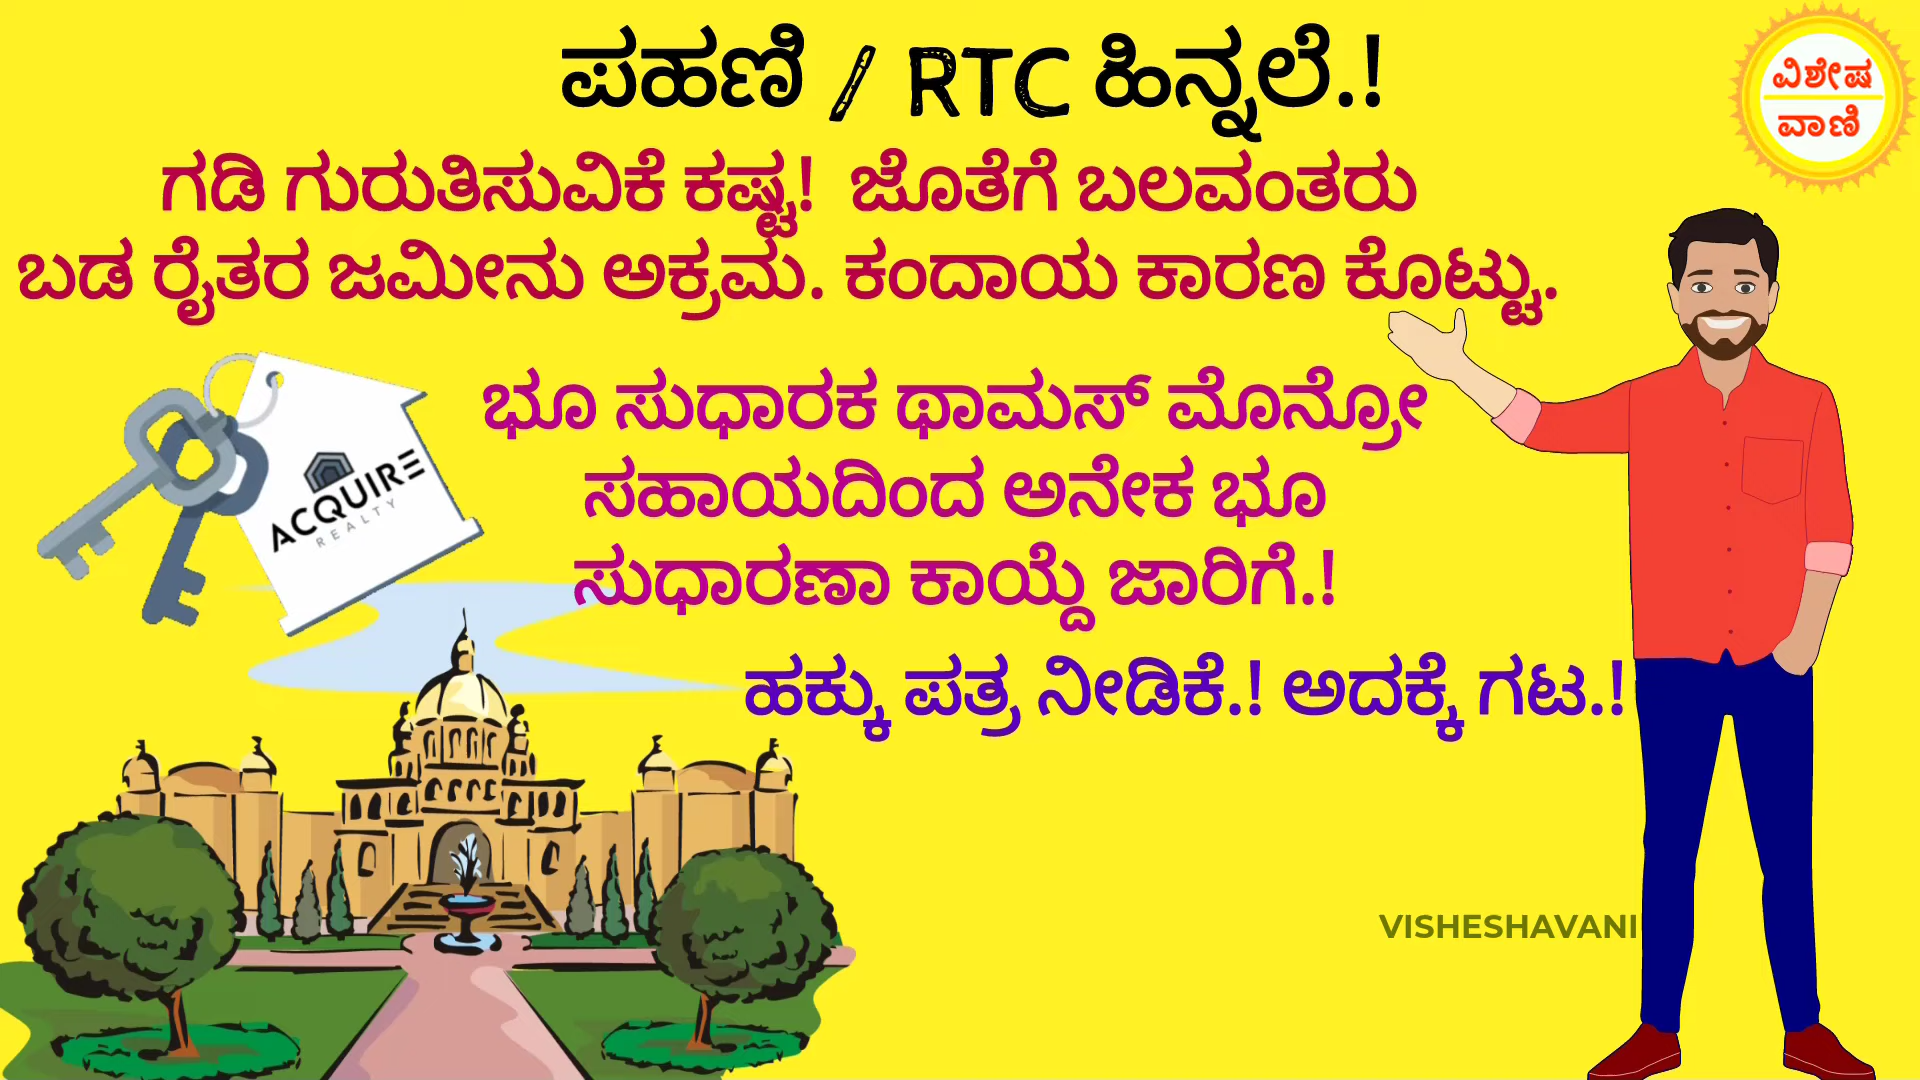 ಪಹಣಿ / RTC ಹಿನ್ನಲೆ.!
ವಿಶೇಷ
ವಾಣಿ
ಗಡಿ ಗುರುತಿಸುವಿಕೆ ಕಷ್ಟ! ಜೊತೆಗೆ ಬಲವಂತರು
ಬಡ ರೈತರ ಜಮೀನು ಅಕ್ರಮ. ಕಂದಾಯ ಕಾರಣ ಕೊಟ್ಟು.
ಭೂ ಸುಧಾರಕ ಥಾಮಸ್ ಮೊನ್ರೋ
ಸಹಾಯದಿಂದ ಅನೇಕ ಭೂ
ಸುಧಾರಣಾ ಕಾಯ್ದೆ ಜಾರಿಗೆ.!
ACQUIRE
REALTY
ಹಕ್ಕು ಪತ್ರ ನೀಡಿಕೆ.! ಅದಕ್ಕೆ ಗಟ.!
VISHESHAVANI